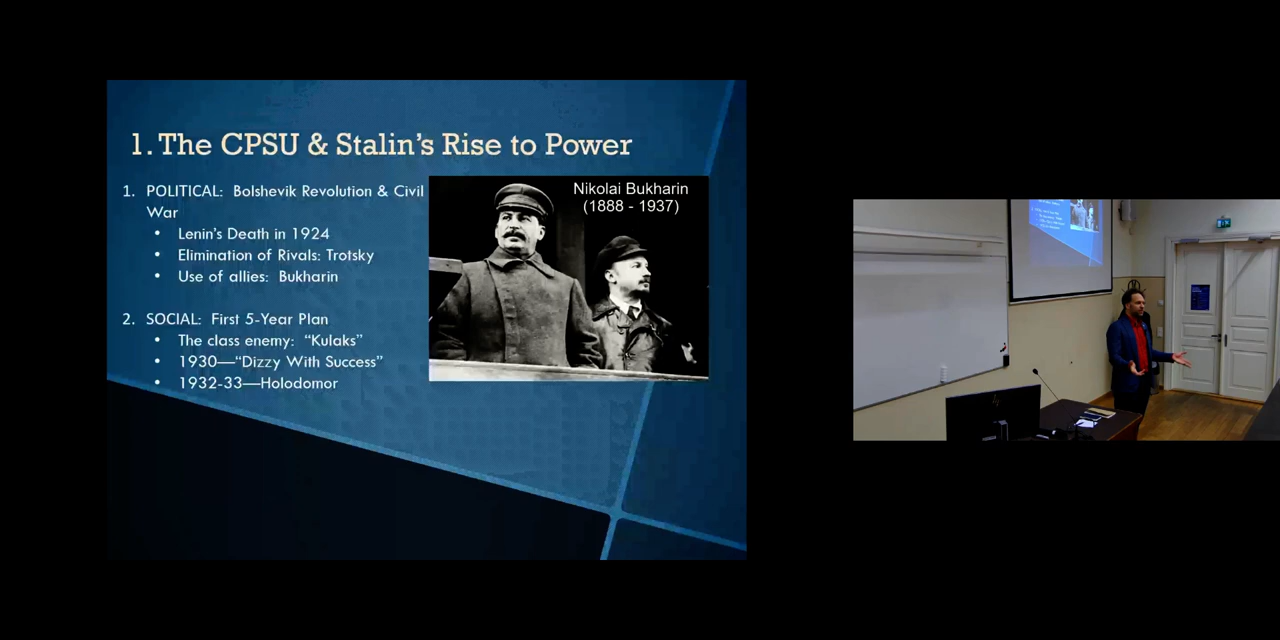 1. The CPSU & Stalin's Rise to Power
1. POLITICAL: Bolshevik Revolution & Civil
War
• Lenin's Death in 1924
• Elimination of Rivals: Trotsky
• Use of allies: Bukharin
2. SOCIAL: First 5-Year Plan
• The class enemy: "Kulaks"
• 1930—"Dizzy With Success"
• 1932-33—Holodomor
Nikolai Bukharin
(1888 - 1937)